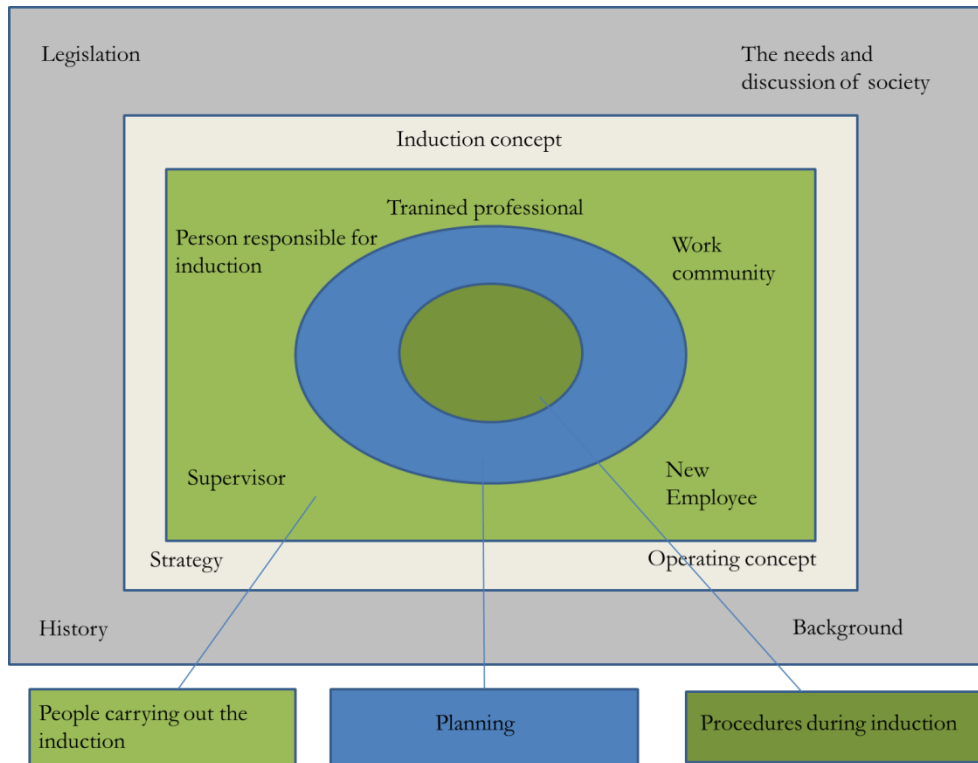 Legislation
The needs and
discussion of society
Induction concept
Tranined professional
Person responsible for
induction
Work
community
Supervisor
New
Employee
Strategy
Operating concept
History
Background
People carrying out the
induction
Planning
Procedures during induction